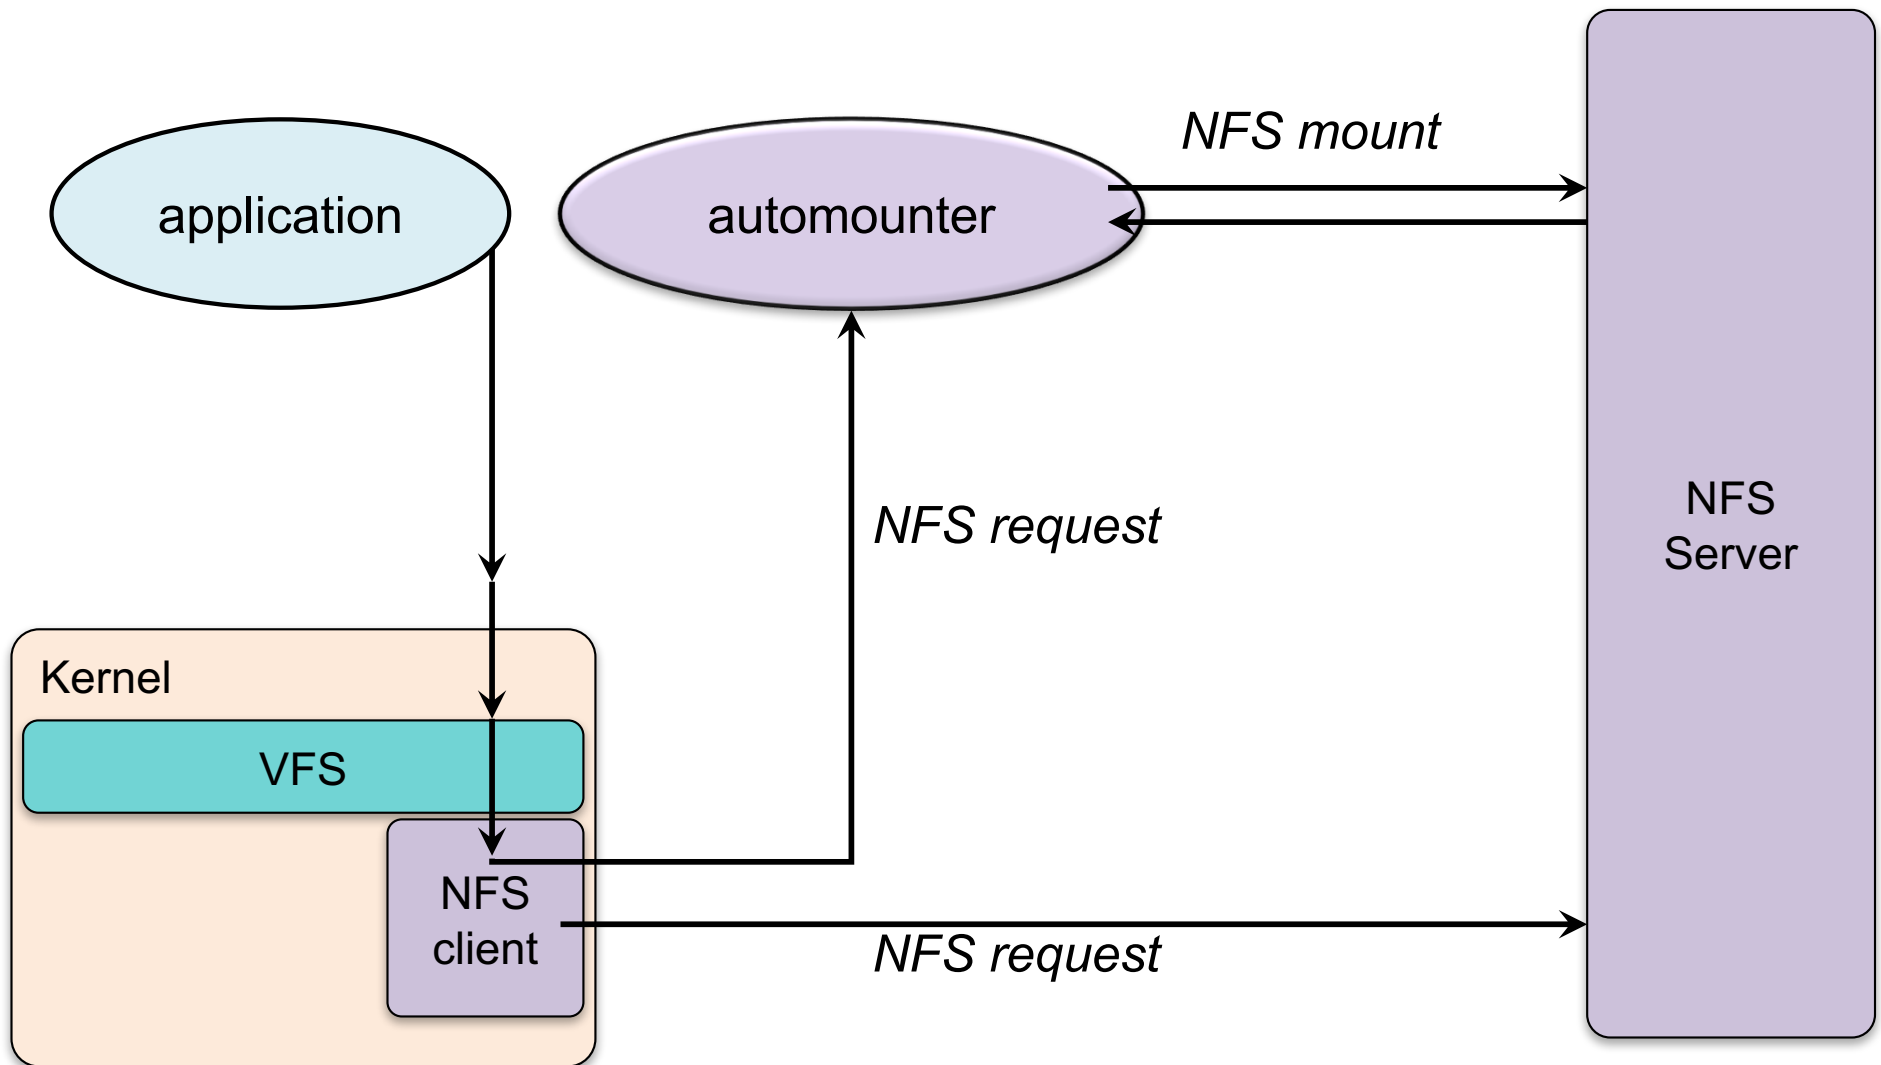 NFS mount
application
automounter
NFS
Server
NFS request
Kernel
VFS
NFS
client
NFS request